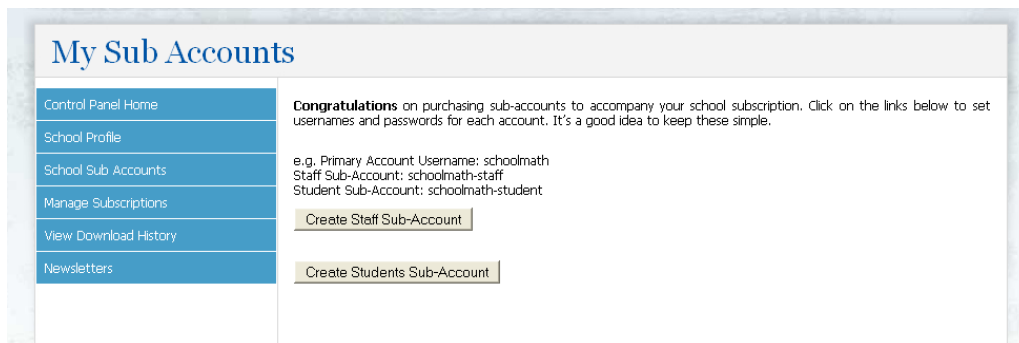 My Sub Accounts
Control Panel Home
School Profile
School Sub Accounts
Manage Subscriptions
View Download History
Newsletters
Congratulations on purchasing sub-accounts to accompany your school subscription. Click on the links below to set
usernames and passwords for each account. It's a good idea to keep these simple.
e.g. Primary Account Username: schoolmath
Staff Sub-Account: schoolmath-staff
Student Sub-Account: schoolmath-student
Create Staff Sub-Account
Create Students Sub-Account